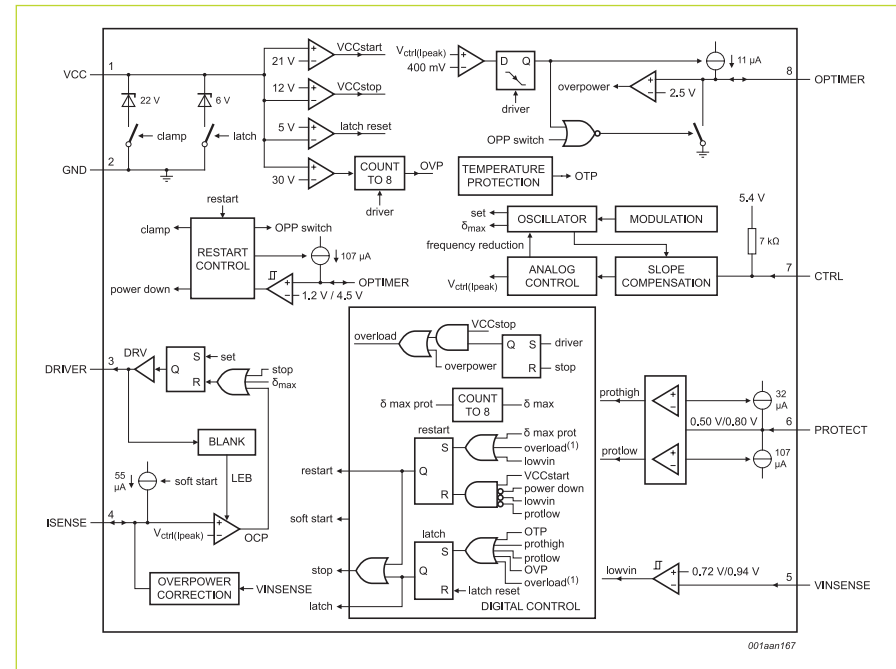 VCC 1
22 V
6 V
clamp
latch
GND 2
21 V + − VCCstart
12 V + − VCCstop
5 V + − latch reset
30 V + −
COUNT TO 8
OVP
driver
Vctrl(Ipeak) +
400 mV −
D Q
driver
11 μA
8 OPTIMER
overpower + − 2.5 V
OPP switch
TEMPERATURE PROTECTION
OTP
restart
clamp
RESTART CONTROL
OPP switch
107 μA
power down
+ − OPTIMER
1.2 V / 4.5 V
set
δmax
OSCILLATOR
MODULATION
frequency reduction
Vctrl(Ipeak)
ANALOG CONTROL
SLOPE COMPENSATION
5.4 V
7 kΩ
7 CTRL
DRIVER 3
DRV
Q S R
set
stop
δmax
BLANK
LEB
55 μA
soft start
ISENSE 4
Vctrl(Ipeak) + −
OCP
OVERPOWER CORRECTION
VINSENSE
overload
VCCstop
overpower
Q S R
driver
stop
δ max prot
COUNT TO 8
δ max
restart
S Q R
δ max prot
overload(1)
lowvin
VCCstart
power down
lowvin
protlow
restart
soft start
latch
S Q R
OTP
prothigh
protlow
OVP
overload(1)
latch reset
stop
latch
DIGITAL CONTROL
prothigh
+ −
32 μA
0.50 V/0.80 V
6 PROTECT
protlow
+ −
107 μA
lowvin
+ −
0.72 V/0.94 V
5 VINSENSE
001aan167